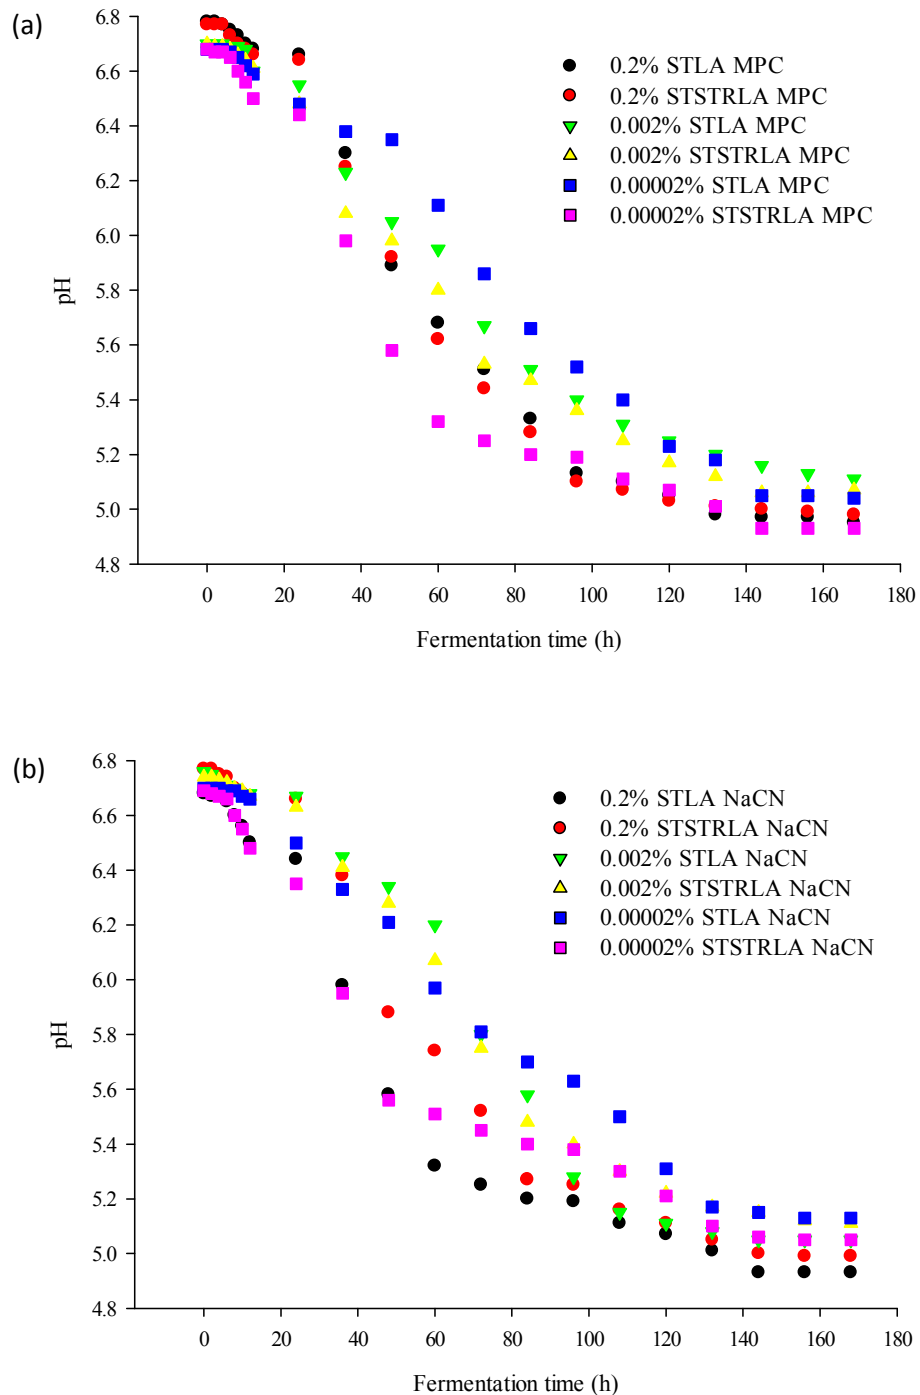 (a)
6.8
6.6
6.4
6.2
6.0
5.8
5.6
5.4
5.2
5.0
4.8
pH
0.2% STLA MPC
0.2% STSTRLA MPC
0.002% STLA MPC
0.002% STSTRLA MPC
0.00002% STLA MPC
0.00002% STSTRLA MPC
0 20 40 60 80 100 120 140 160 180
Fermentation time (h)
(b)
6.8
6.6
6.4
6.2
6.0
5.8
5.6
5.4
5.2
5.0
4.8
pH
0.2% STLA NaCN
0.2% STSTRLA NaCN
0.002% STLA NaCN
0.002% STSTRLA NaCN
0.00002% STLA NaCN
0.00002% STSTRLA NaCN
0 20 40 60 80 100 120 140 160 180
Fermentation time (h)